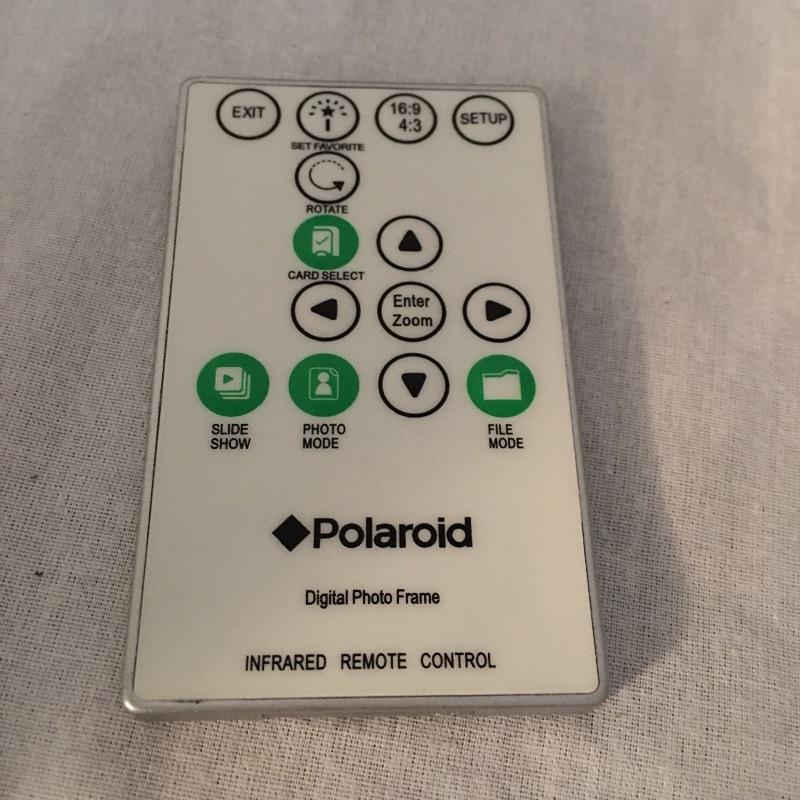 EXIT
16:9
4:3
SETUP
SET FAVORITE
ROTATE
CARD SELECT
Enter
Zoom
SLIDE
SHOW
PHOTO
MODE
FILE
MODE
Polaroid
Digital Photo Frame
INFRARED REMOTE CONTROL